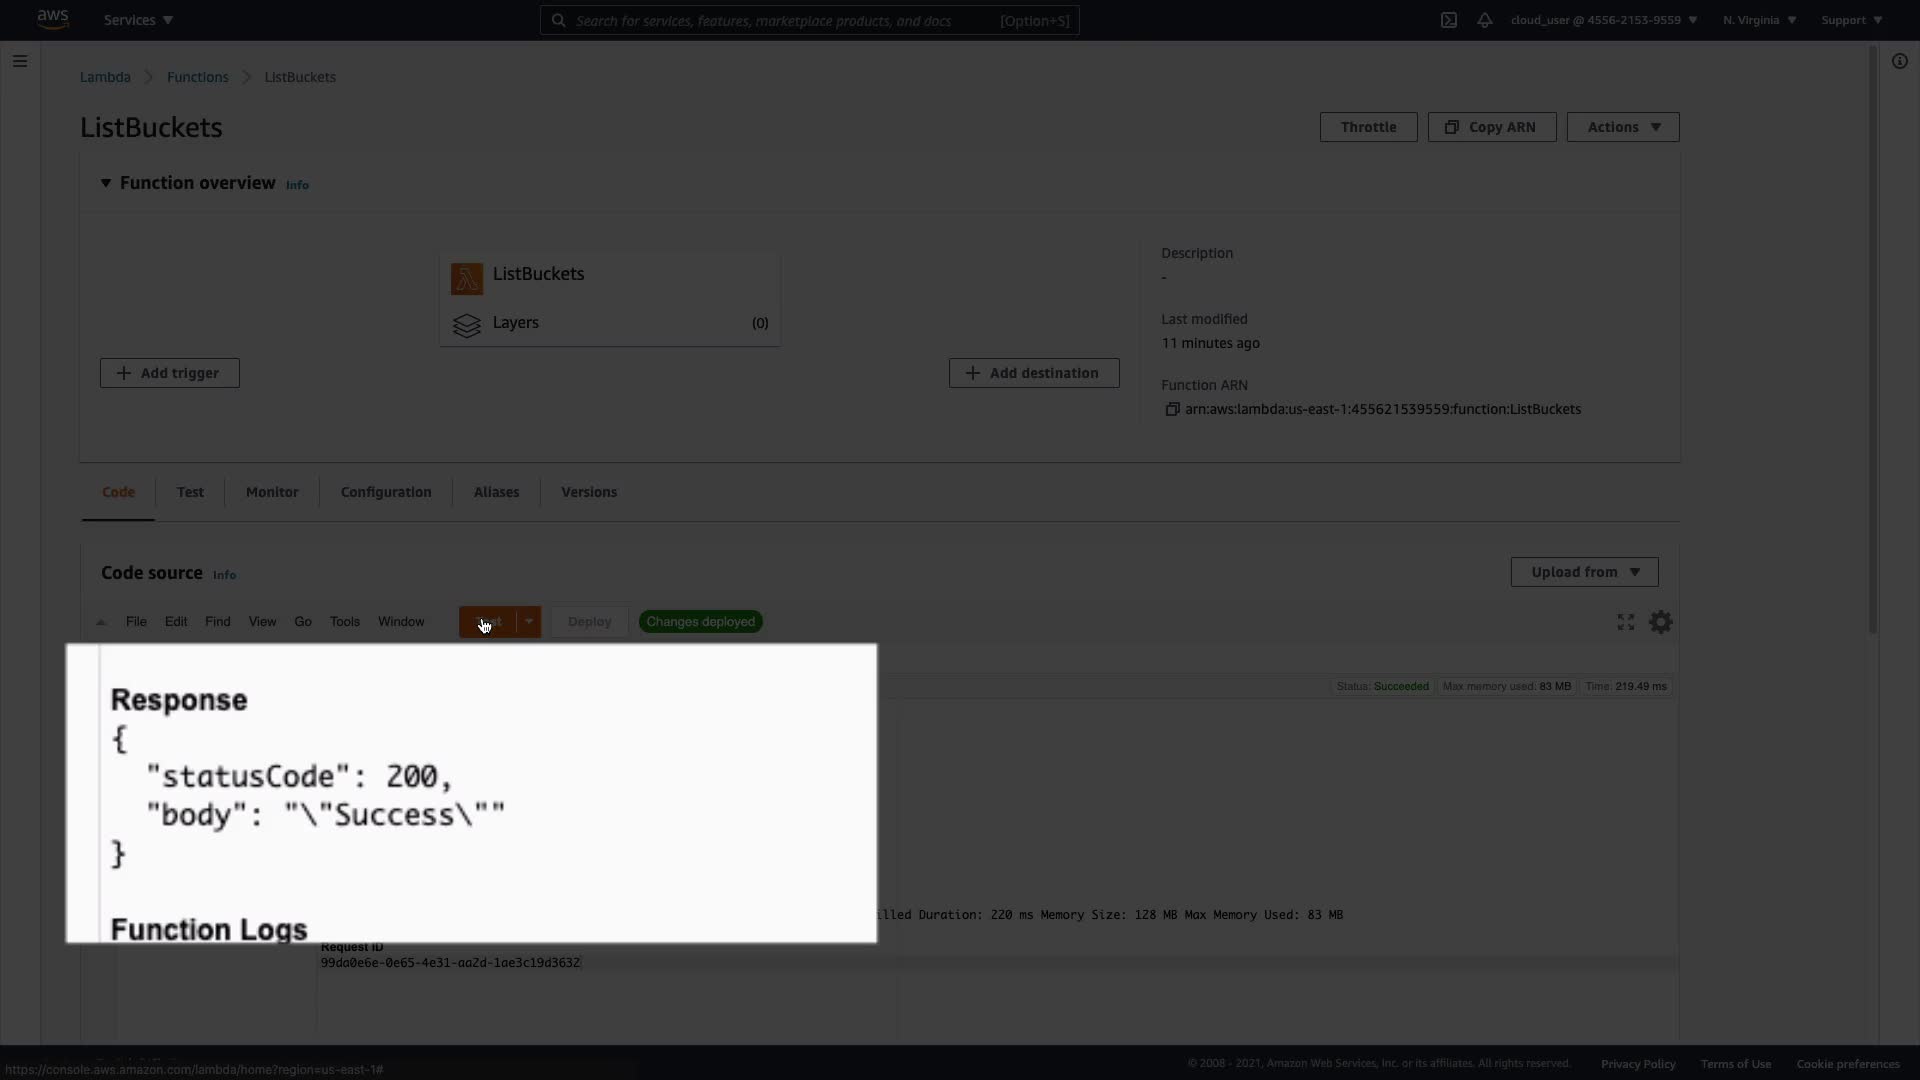 aws
Services
Search for services, features, marketplace products, and docs
[Option+S]
cloud_user @ 4556-2153-9559
N. Virginia
Support
Lambda
Functions
ListBuckets
ListBuckets
Throttle
Copy ARN
Actions
Function overview Info
ListBuckets
Layers
(0)
Add trigger
Add destination
Description
-
Last modified
11 minutes ago
Function ARN
arn:aws:lambda:us-east-1:455621539559:function:ListBuckets
Code
Test
Monitor
Configuration
Aliases
Versions
Code source Info
Upload from
File
Edit
Find
View
Go
Tools
Window
Deploy
Changes deployed
Status: Succeeded
Max memory used: 83 MB
Time: 219.49 ms
Response
{
"statusCode": 200,
"body": "\"Success\""
}
Function Logs
Duration: 220 ms Memory Size: 128 MB Max Memory Used: 83 MB
Request ID
99da0e6e-0e65-4e31-aa2d-1ae3c19d3632
https://console.aws.amazon.com/lambda/home?region=us-east-1#
© 2008 - 2021, Amazon Web Services, Inc. or its affiliates. All rights reserved.
Privacy Policy
Terms of Use
Cookie preferences